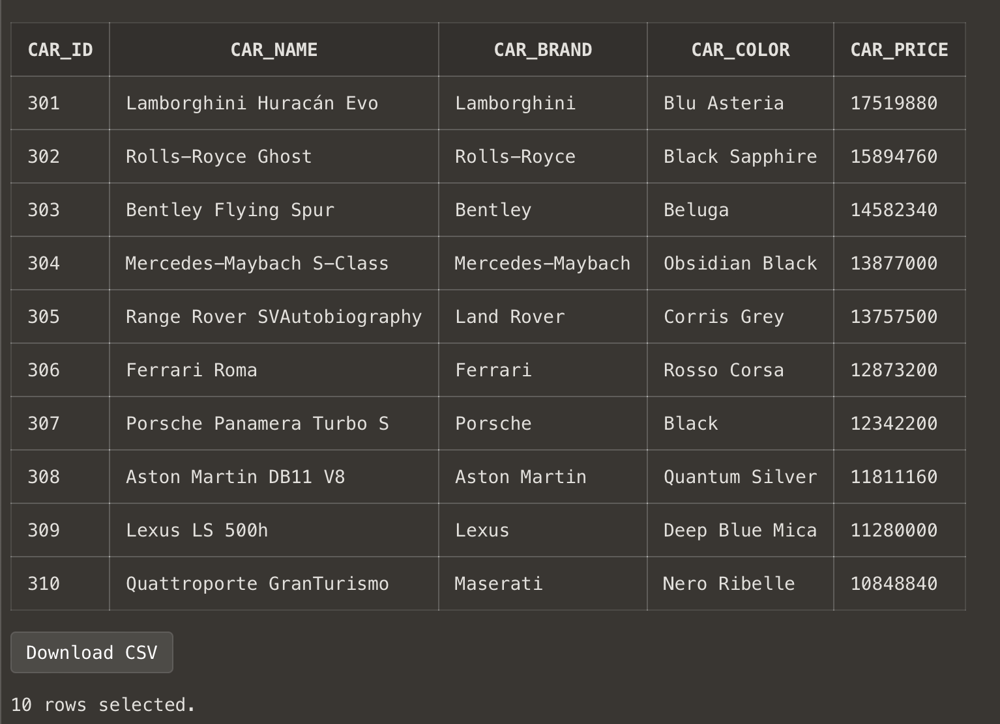 CAR_ID CAR_NAME CAR_BRAND CAR_COLOR CAR_PRICE
301 Lamborghini Huracán Evo Lamborghini Blu Asteria 17519880
302 Rolls-Royce Ghost Rolls-Royce Black Sapphire 15894760
303 Bentley Flying Spur Bentley Beluga 14582340
304 Mercedes-Maybach S-Class Mercedes-Maybach Obsidian Black 13877000
305 Range Rover SVAutobiography Land Rover Corris Grey 13757500
306 Ferrari Roma Ferrari Rosso Corsa 12873200
307 Porsche Panamera Turbo S Porsche Black 12342200
308 Aston Martin DB11 V8 Aston Martin Quantum Silver 11811160
309 Lexus LS 500h Lexus Deep Blue Mica 11280000
310 Quattroporte GranTurismo Maserati Nero Ribelle 10848840
Download CSV
10 rows selected.